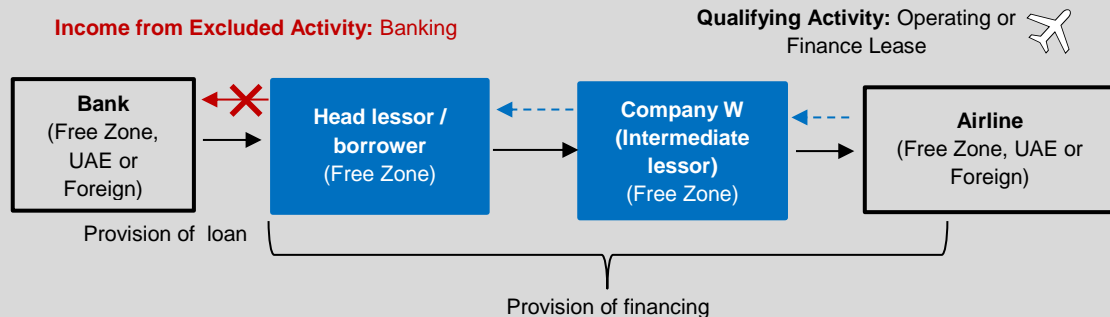 Income from Excluded Activity: Banking
Qualifying Activity: Operating or
Finance Lease
Bank
(Free Zone,
UAE or
Foreign)
Head lessor /
borrower
(Free Zone)
Company W
(Intermediate
lessor)
(Free Zone)
Airline
(Free Zone, UAE or
Foreign)
Provision of loan
Provision of financing